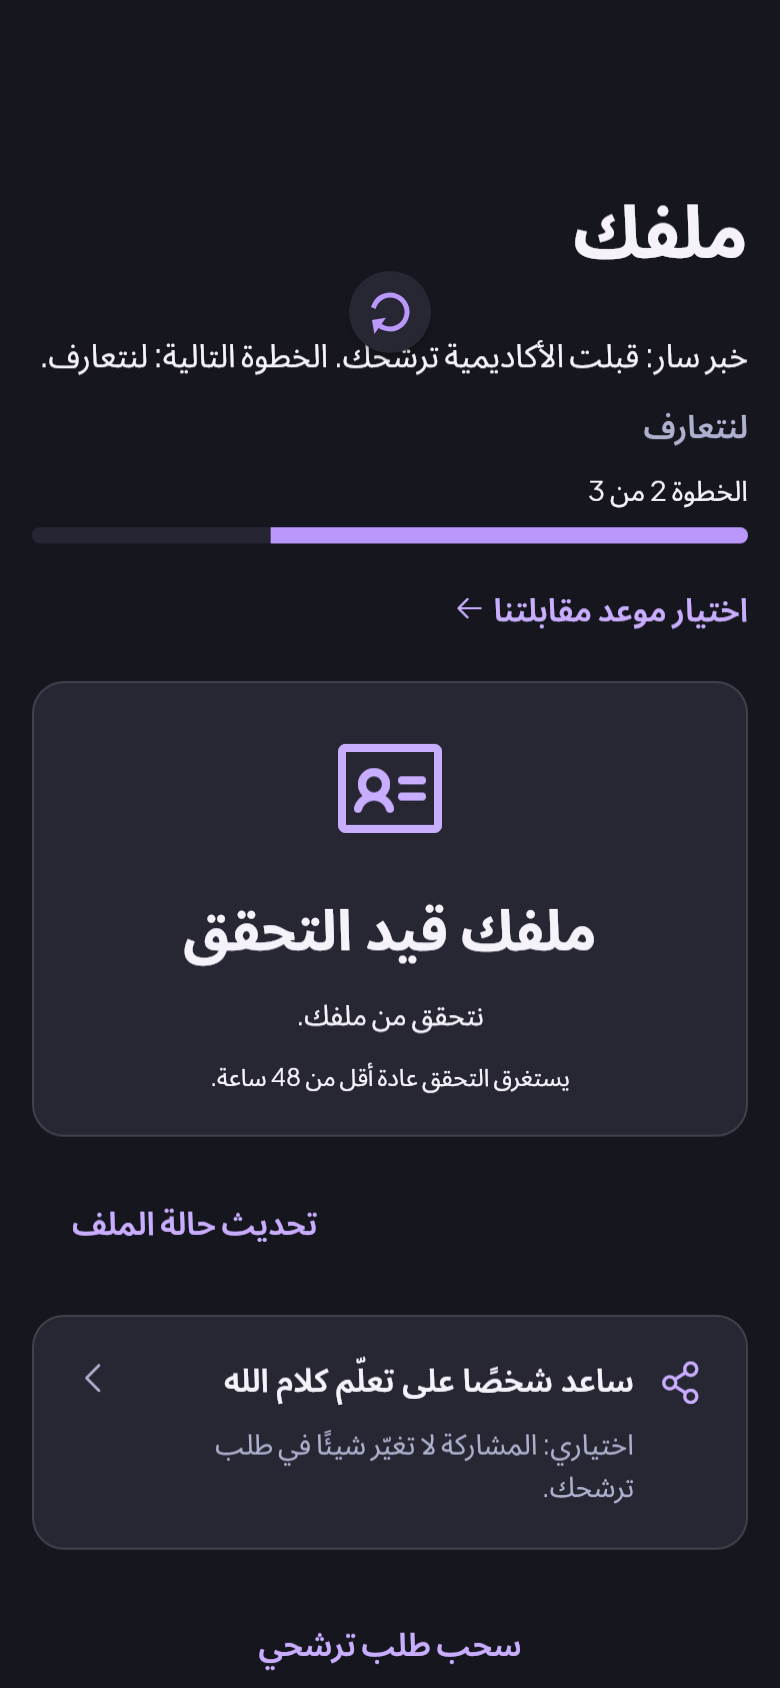 ملفك
خبر سار: قبلت الأكاديمية ترشحك. الخطوة التالية: لنتعارف.
لنتعارف
الخطوة 2 من 3
اختيار موعد مقابلتنا ←
ملفك قيد التحقق
نتحقق من ملفك.
يستغرق التحقق عادة أقل من 48 ساعة.
تحديث حالة الملف
ساعد شخصًا على تعلّم كلام الله
اختياري: المشاركة لا تغيّر شيئًا في طلب
ترشحك.
سحب طلب ترشحي